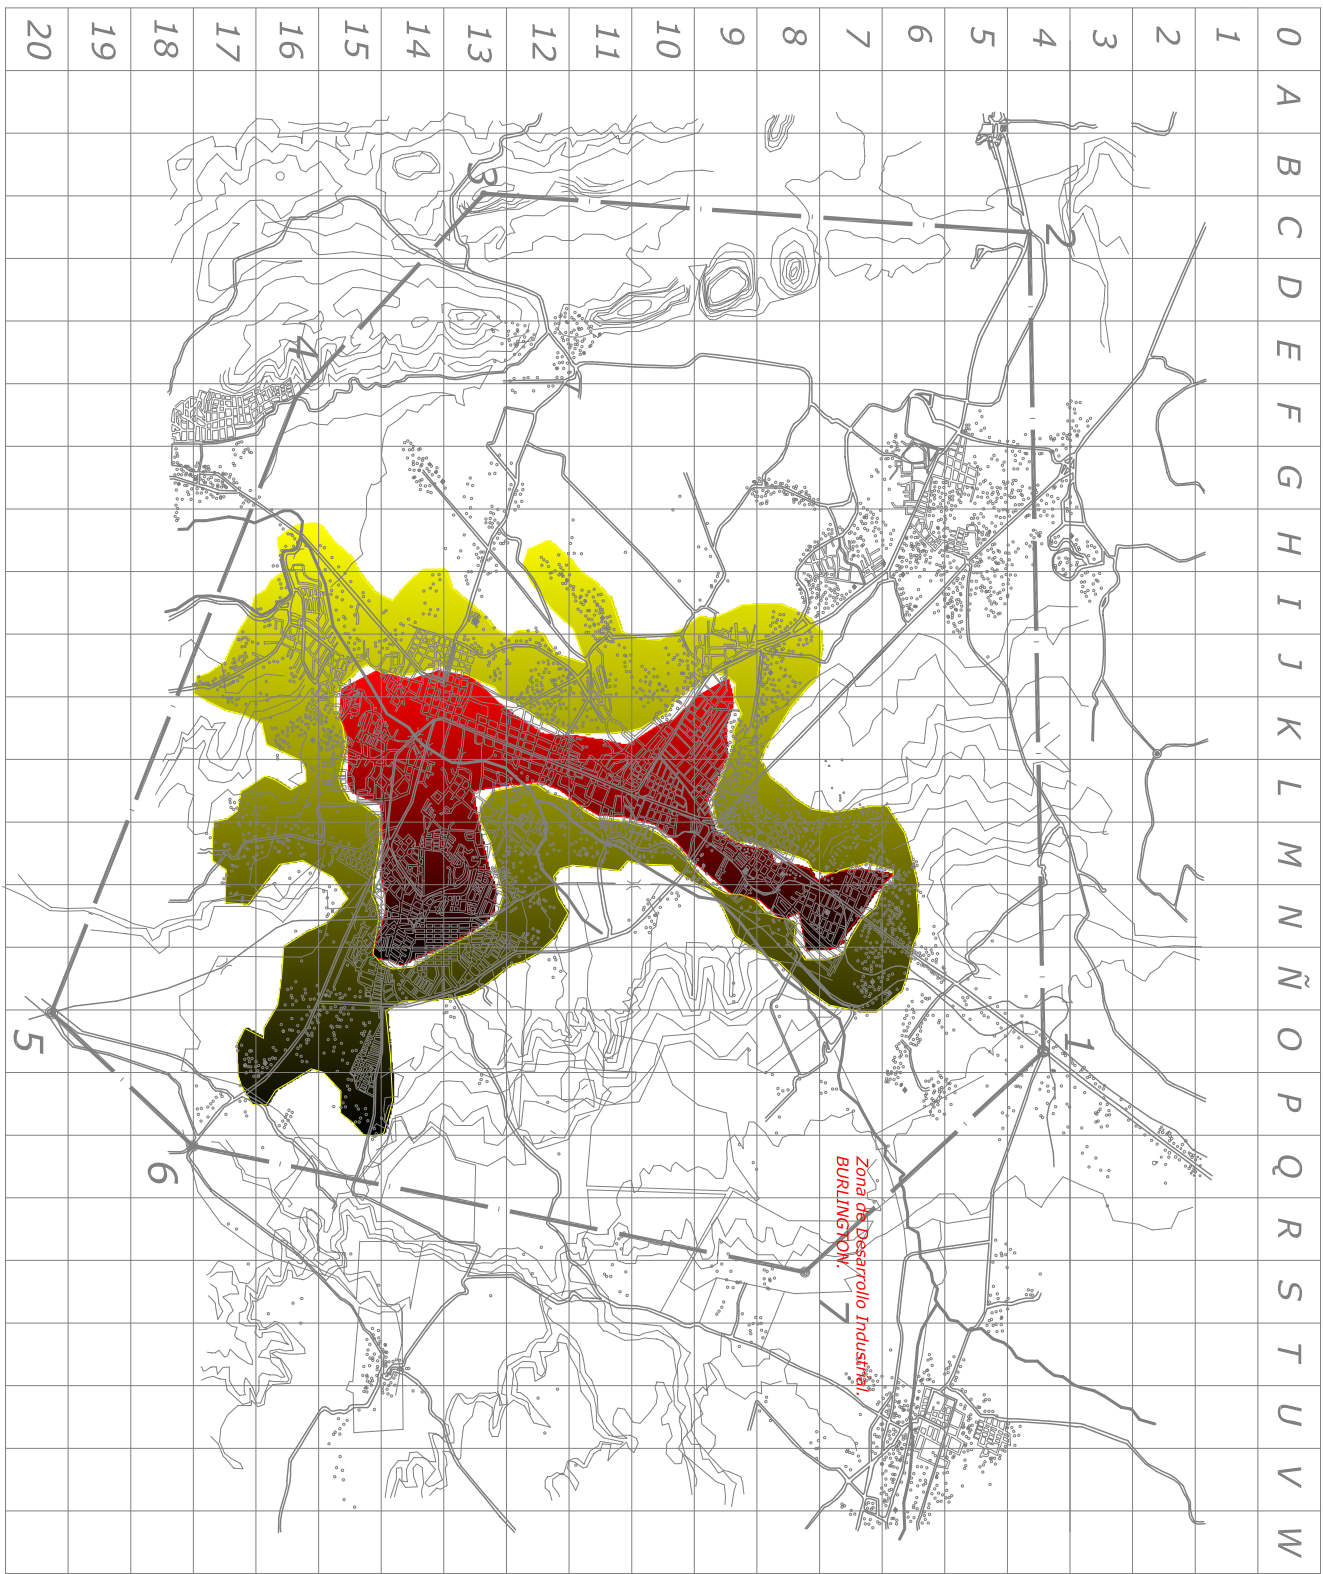 0 1 2 3 4 5 6 7 8 9 10 11 12 13 14 15 16 17 18 19 20
A
B
C
D
E
F
G
H
I
J
K
L
M
N
Ñ
O
P
Q
R
S
T
U
V
W
1
2
3
4
5
6
7
Zona de Desarrollo Industrial.
BURLINGTON.